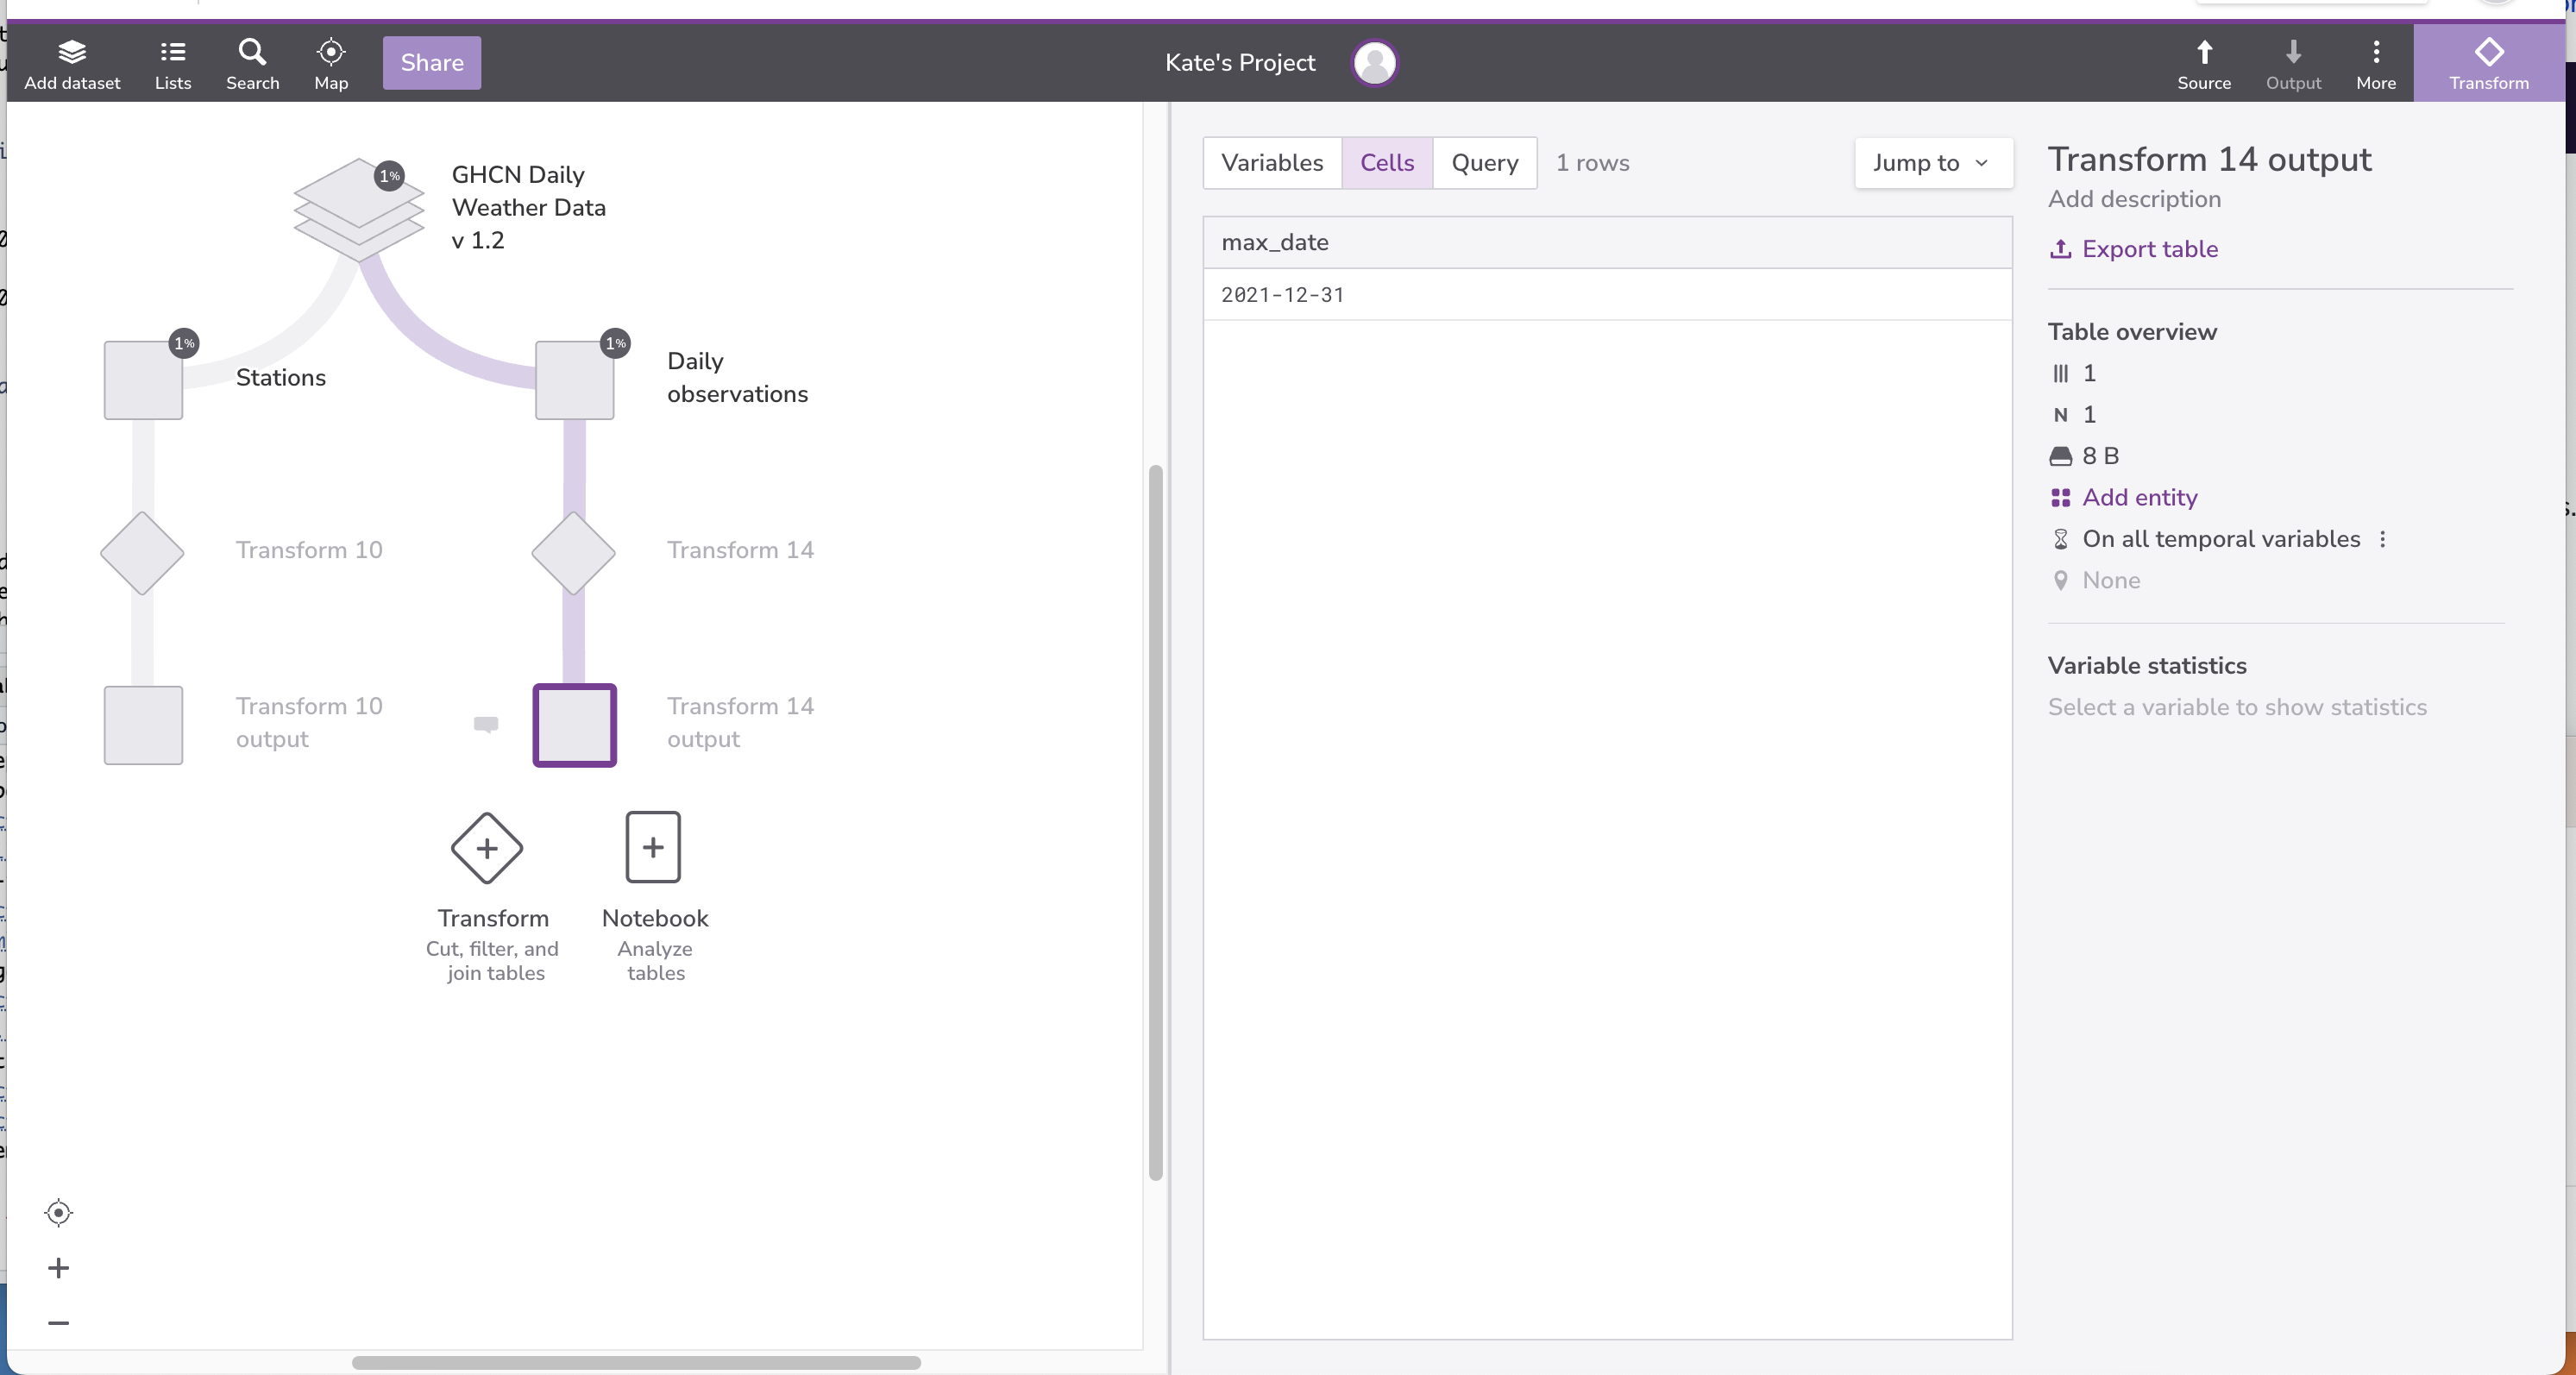 Add dataset
Lists
Search
Map
Share
Kate's Project
Source
Output
More
Transform
1%
GHCN Daily
Weather Data
v 1.2
1%
Stations
1%
Daily
observations
Transform 10
Transform 14
Transform 10
output
Transform 14
output
Transform
Cut, filter, and
join tables
Notebook
Analyze
tables
Variables
Cells
Query
1 rows
Jump to
max_date
2021-12-31
Transform 14 output
Add description
Export table
Table overview
1
N 1
8 B
Add entity
On all temporal variables
None
Variable statistics
Select a variable to show statistics